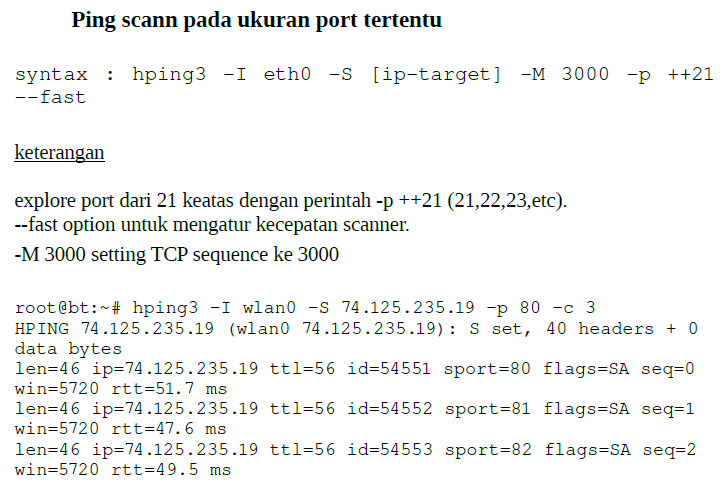 Ping scann pada ukuran port tertentu
syntax : hping3 -I eth0 -S [ip-target] -M 3000 -p ++21
--fast
keterangan
explore port dari 21 keatas dengan perintah -p ++21 (21,22,23,etc).
--fast option untuk mengatur kecepatan scanner.
-M 3000 setting TCP sequence ke 3000
root@bt:~# hping3 -I wlan0 -S 74.125.235.19 -p 80 -c 3
HPING 74.125.235.19 (wlan0 74.125.235.19): S set, 40 headers + 0
data bytes
len=46 ip=74.125.235.19 ttl=56 id=54551 sport=80 flags=SA seq=0
win=5720 rtt=51.7 ms
len=46 ip=74.125.235.19 ttl=56 id=54552 sport=81 flags=SA seq=1
win=5720 rtt=47.6 ms
len=46 ip=74.125.235.19 ttl=56 id=54553 sport=82 flags=SA seq=2
win=5720 rtt=49.5 ms